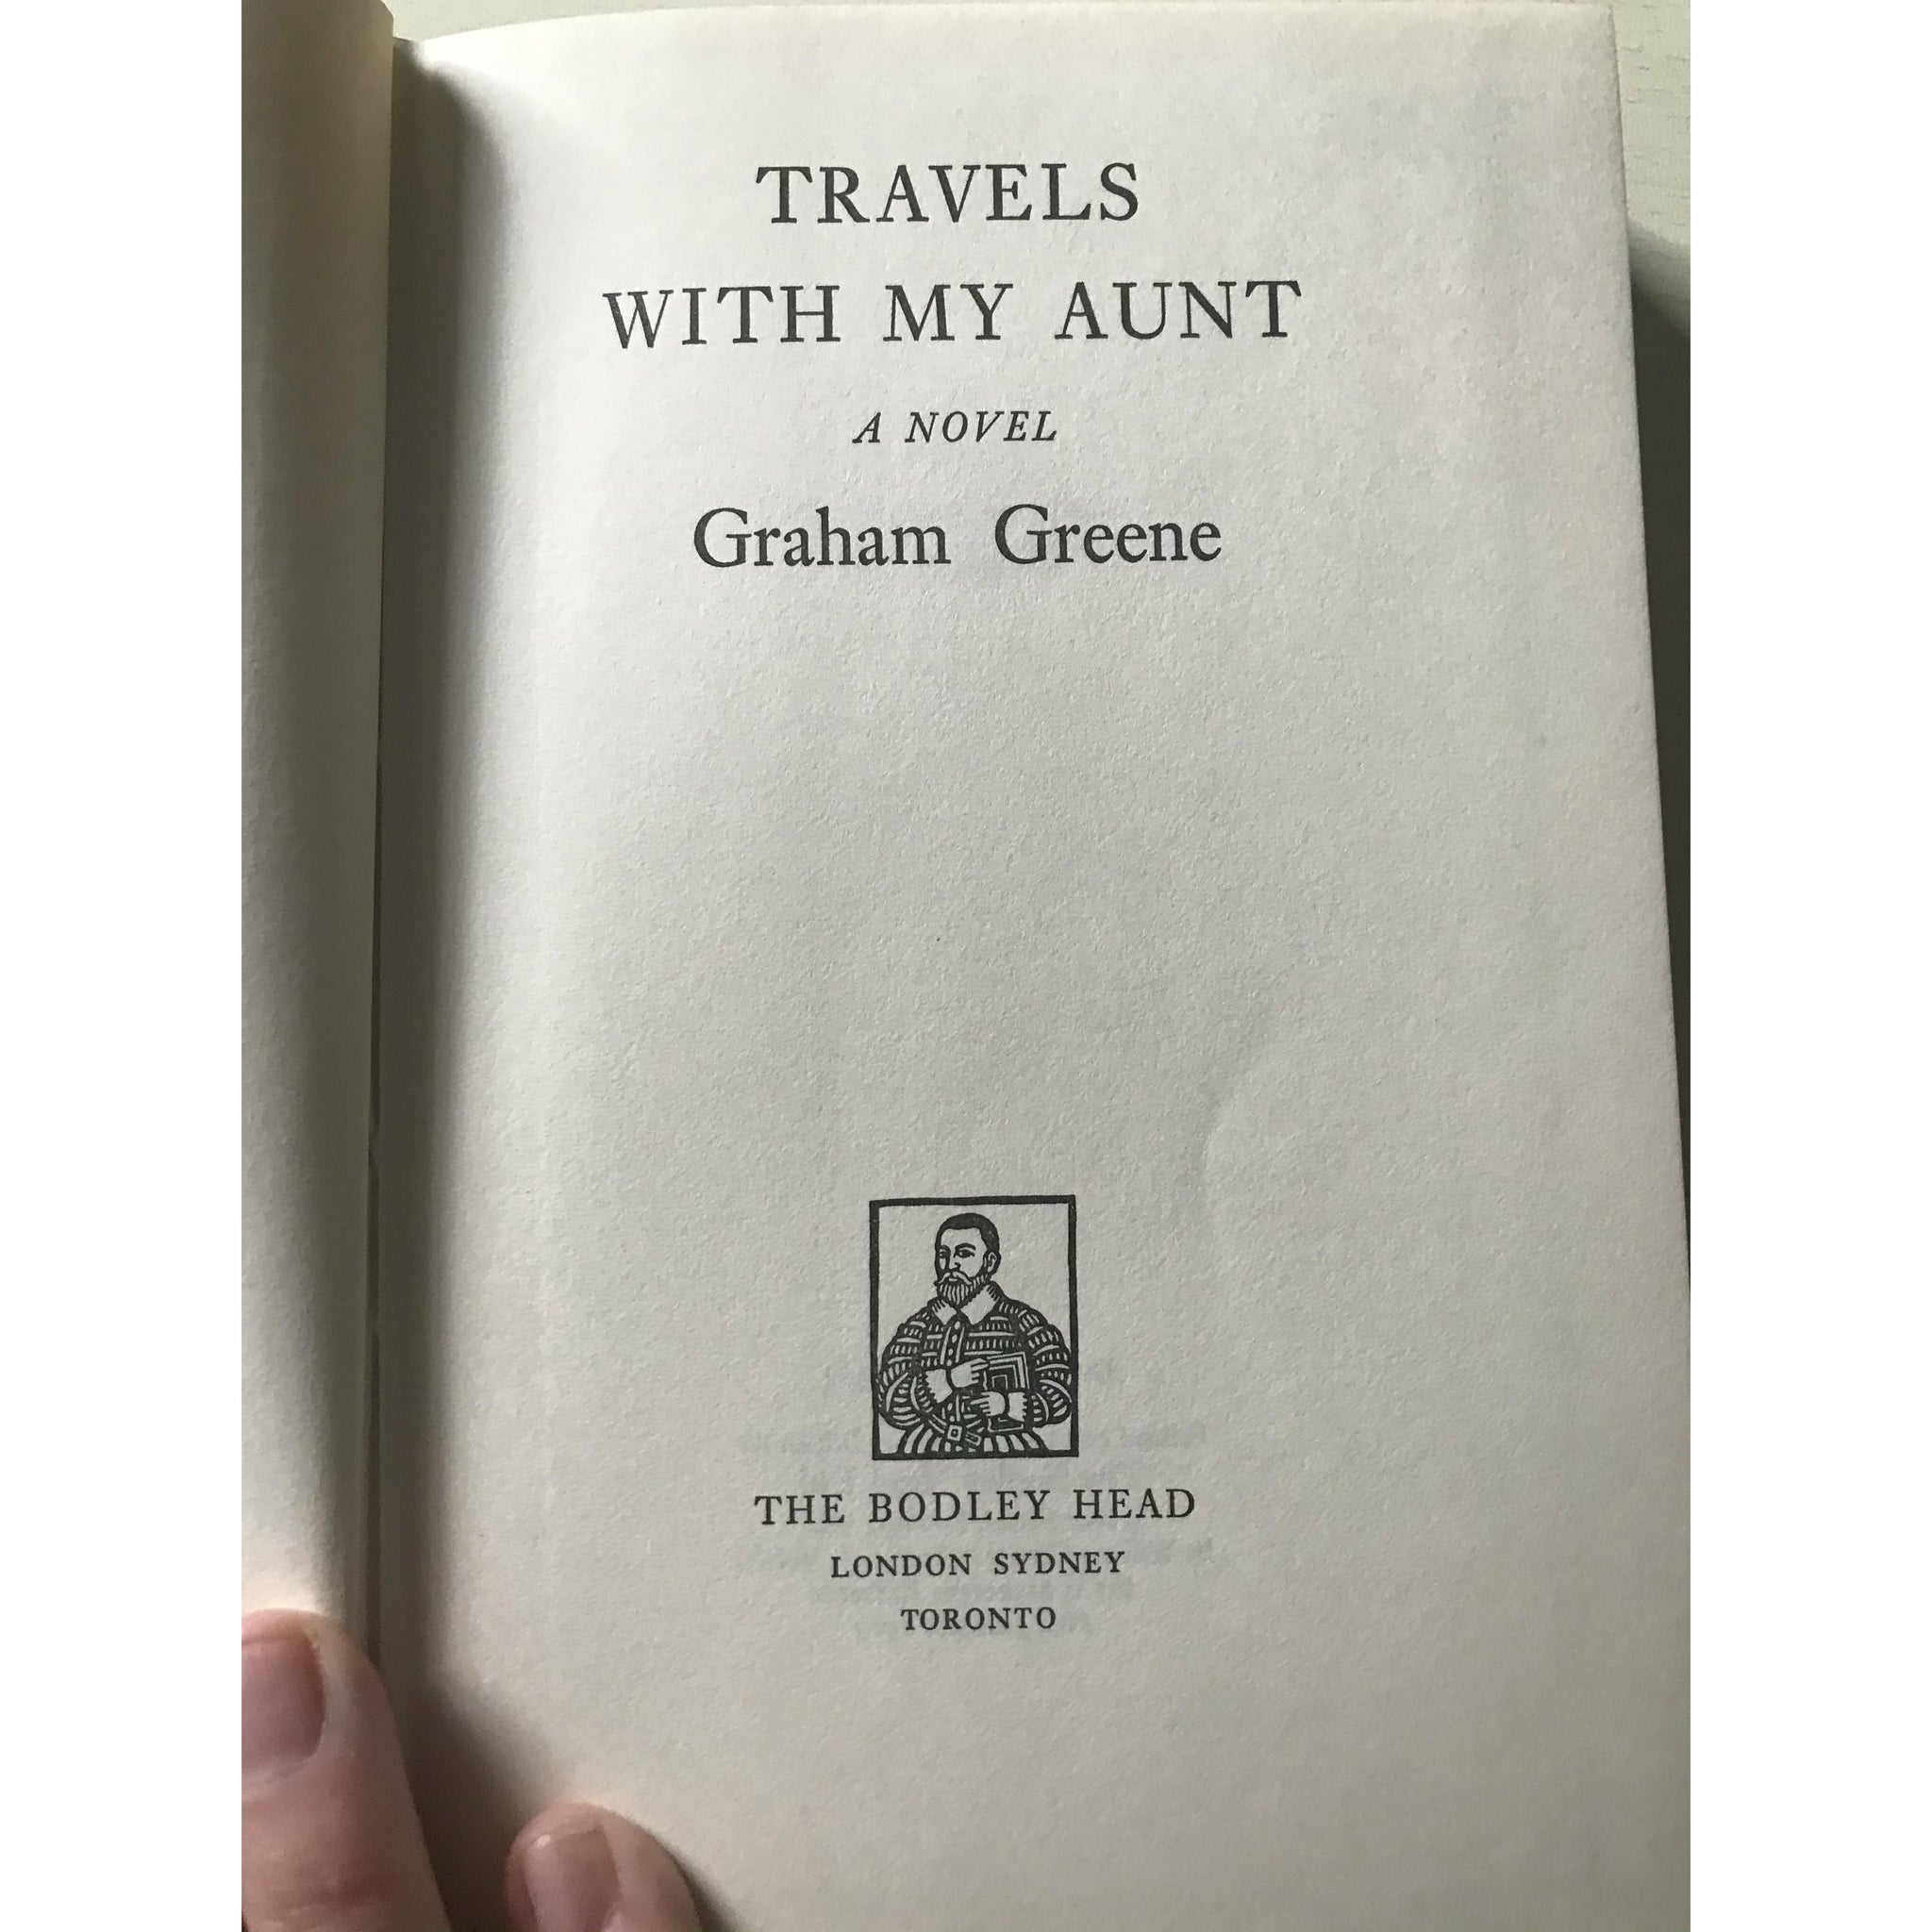 TRAVELS
WITH MY AUNT
A NOVEL
Graham Greene
THE BODLEY HEAD
LONDON SYDNEY
TORONTO